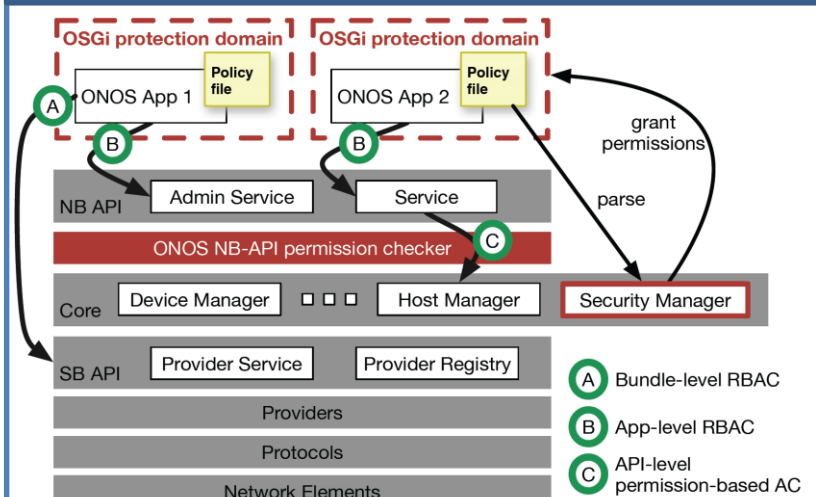 OSGi protection domain
OSGi protection domain
Policy
file
Policy
file
ONOS App 1
ONOS App 2
A
B
B
grant
permissions
parse
NB API
Admin Service
Service
ONOS NB-API permission checker
C
Core
Device Manager
Host Manager
Security Manager
SB API
Provider Service
Provider Registry
A Bundle-level RBAC
Providers
B App-level RBAC
Protocols
C API-level
permission-based AC
Network Elements